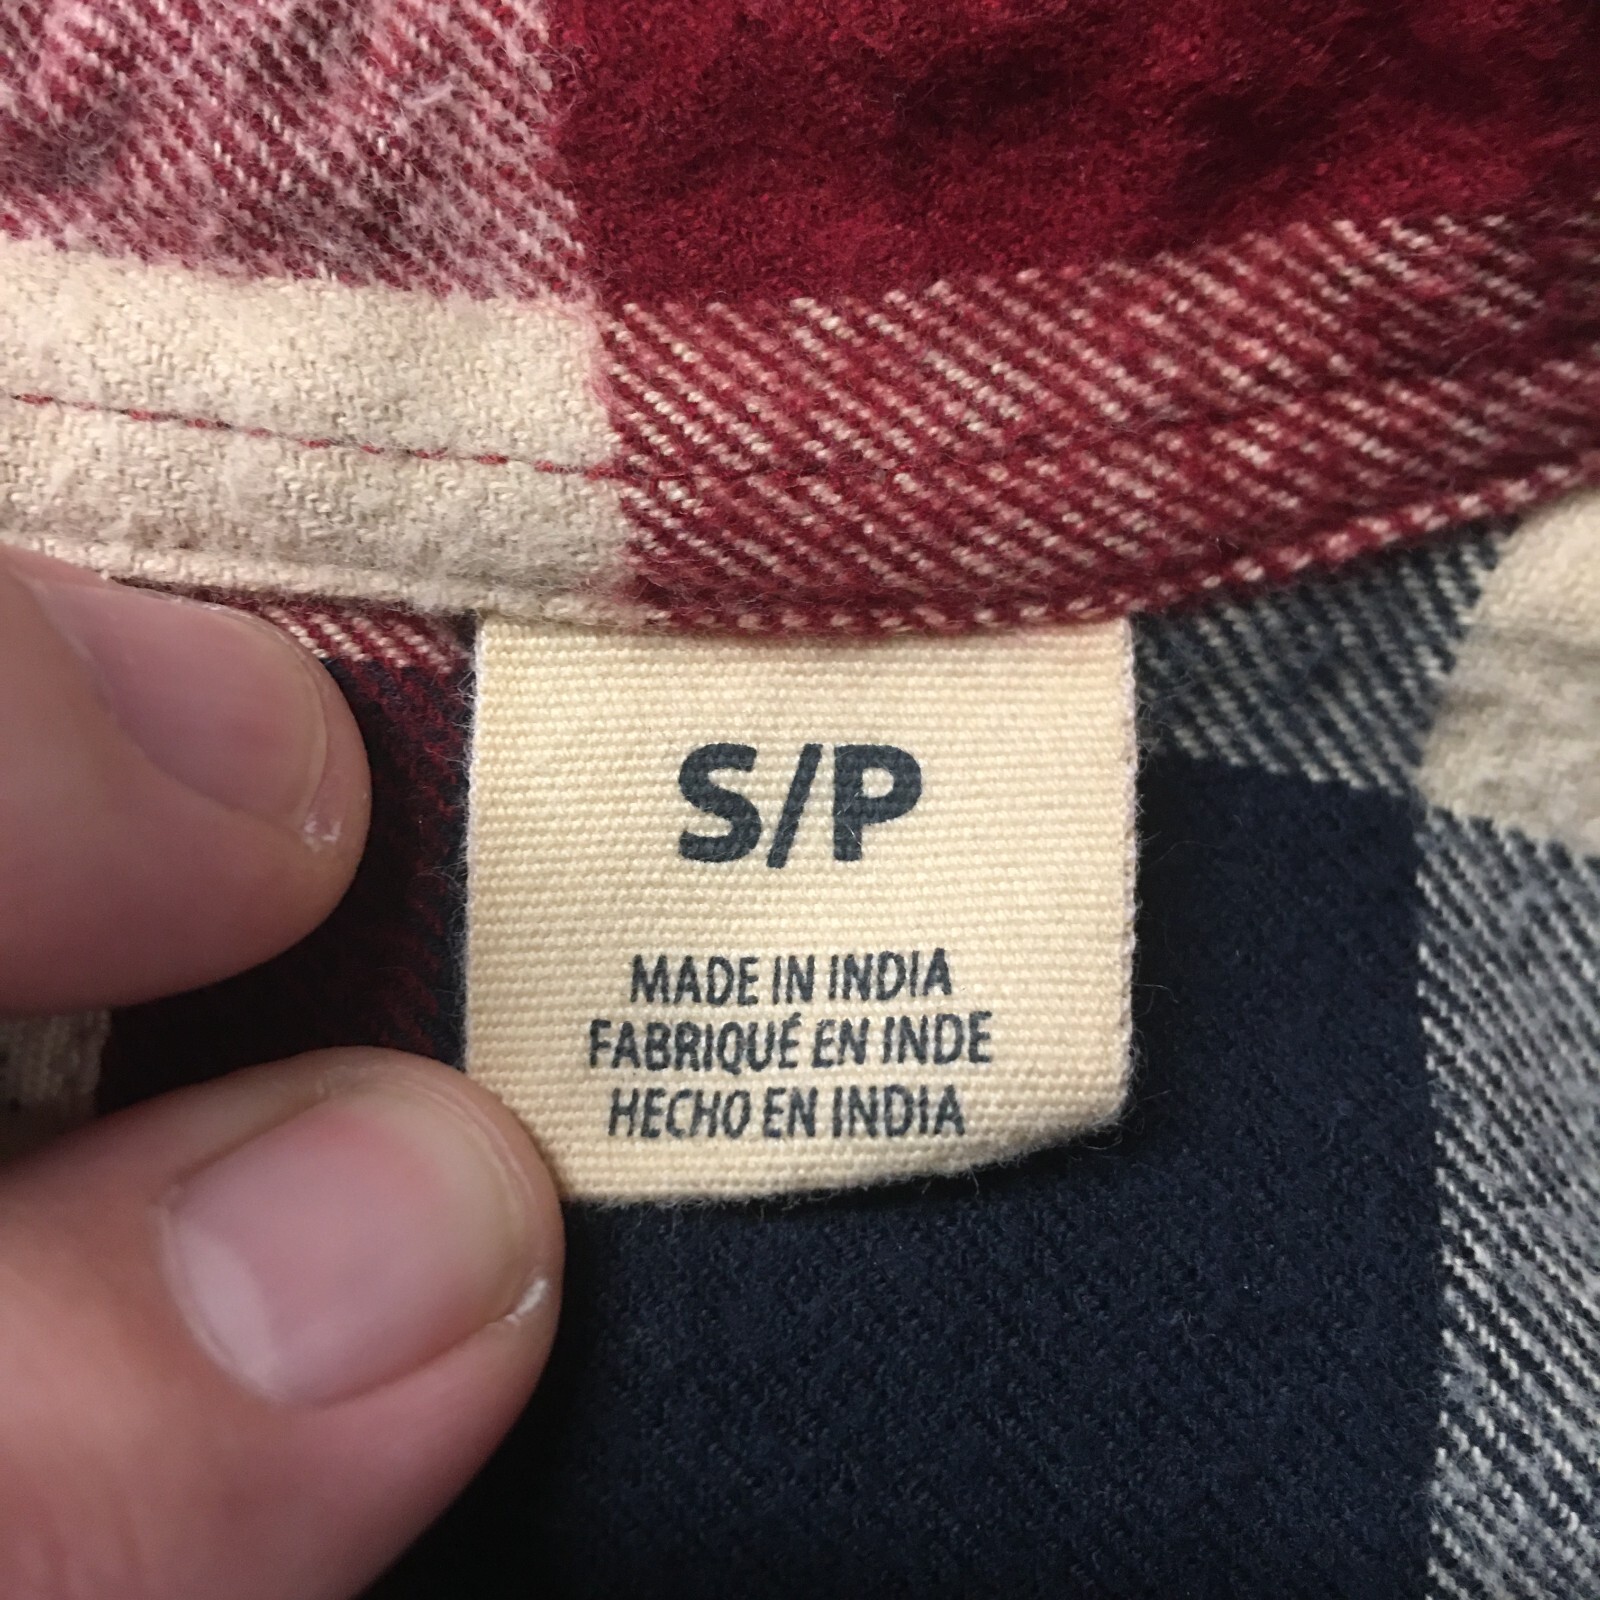 S/P
MADE IN INDIA
FABRIQUÉ EN INDE
HECHO EN INDIA